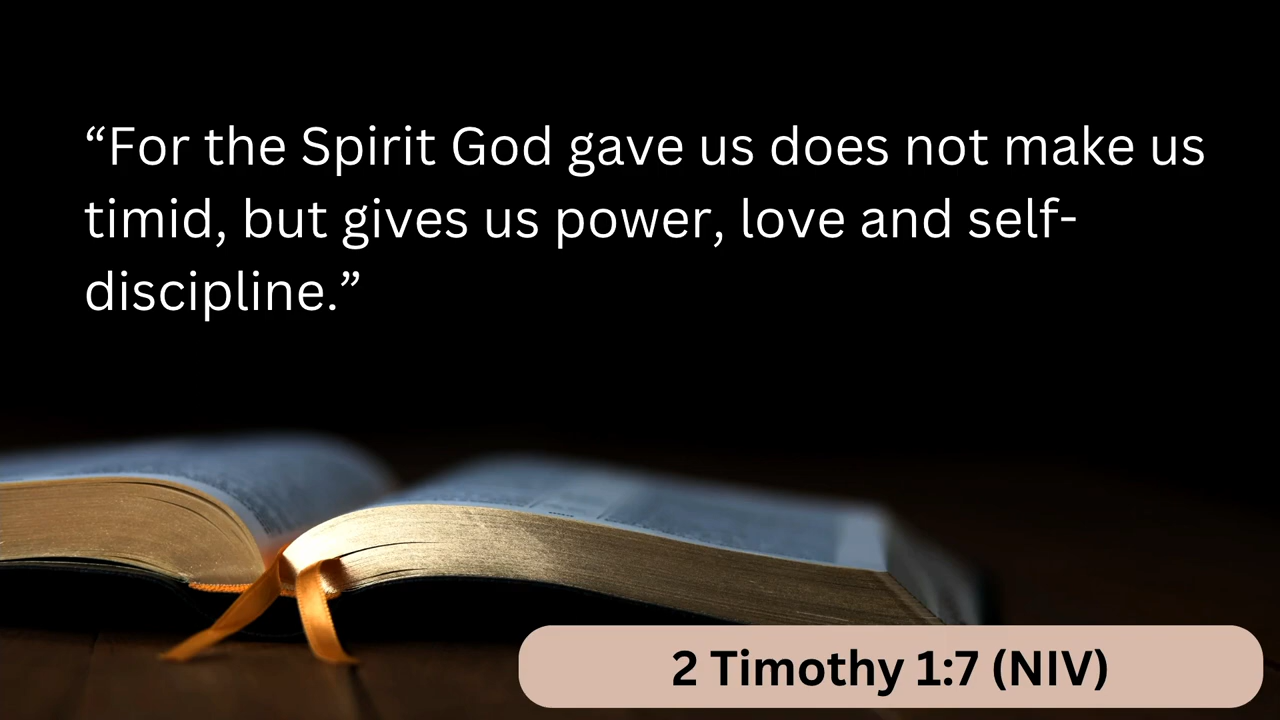 “For the Spirit God gave us does not make us
timid, but gives us power, love and self-
discipline.”
2 Timothy 1:7 (NIV)